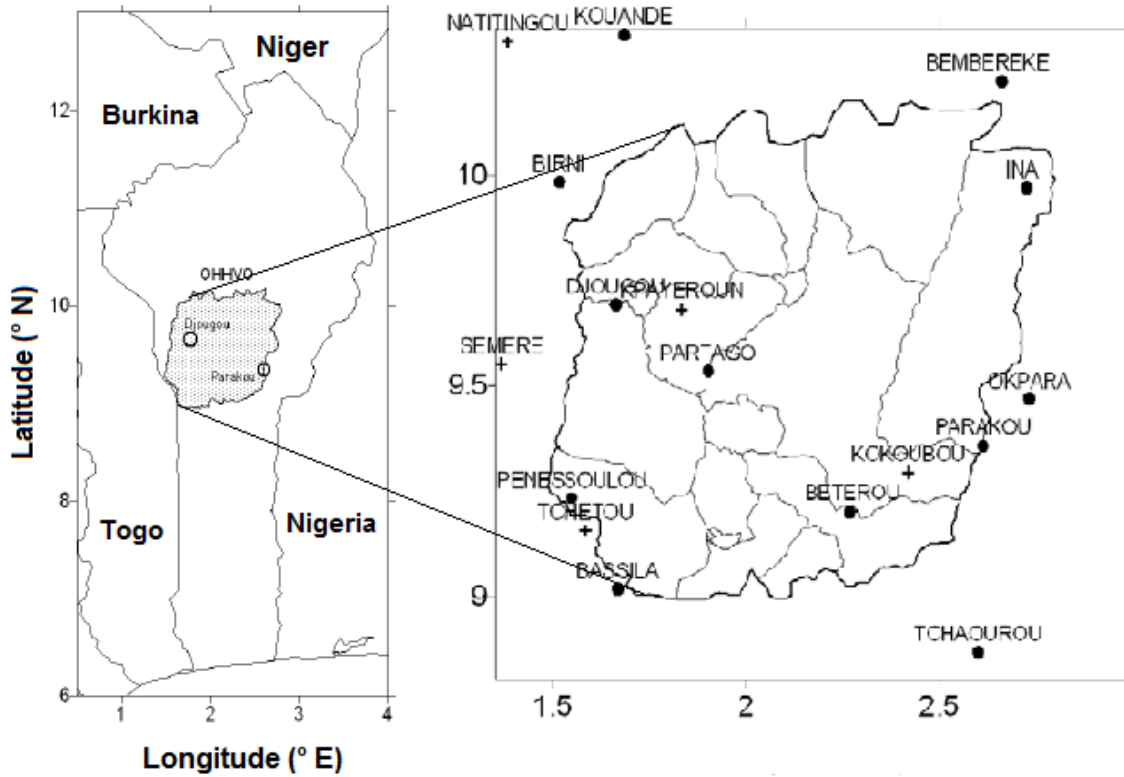 Niger
Burkina
OHHVO
Djougou
Parakou
Togo
Nigeria
12
10
8
6
1 2 3 4
Latitude (° N)
Longitude (° E)
NATITINGOU
KOUANDE
BEMBEREKE
BIRNI
INA
DJOUGOU
KPAYEROUN
SEMERE
PARTAGO
OKPARA
PARAKOU
KOKOUBOU
PENESSOULOU
BETEROU
TCHETOU
BASSILA
TCHAOUROU
10
9.5
9
1.5 2 2.5